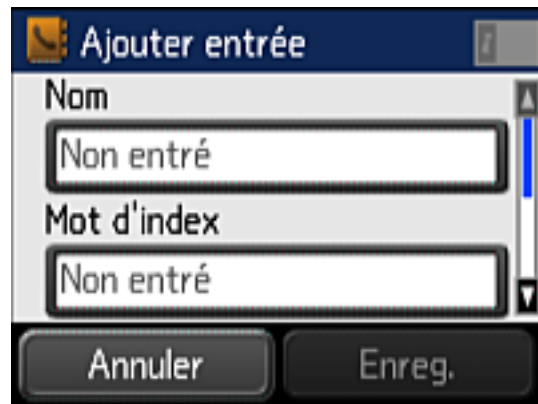 Ajouter entrée
Nom
Non entré
Mot d'index
Non entré
Annuler
Enreg.